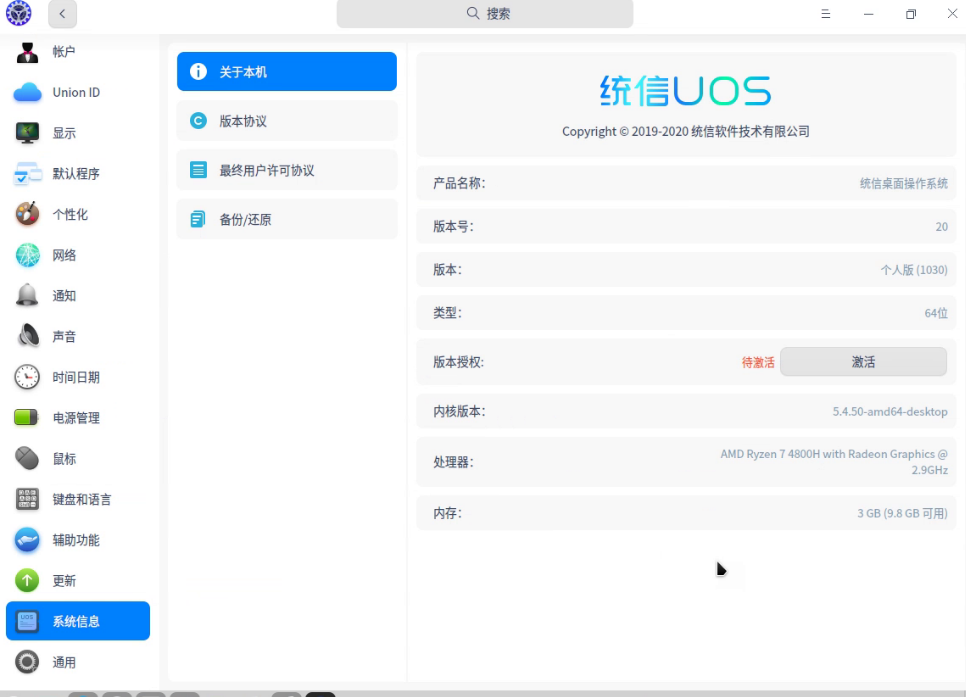 搜索
帐户
Union ID
显示
默认程序
个性化
网络
通知
声音
时间日期
电源管理
鼠标
键盘和语言
辅助功能
更新
系统信息
通用
关于本机
版本协议
最终用户许可协议
备份/还原
统信UOS
Copyright © 2019-2020 统信软件技术有限公司
产品名称: 统信桌面操作系统
版本号: 20
版本: 个人版 (1030)
类型: 64位
版本授权: 待激活 激活
内核版本: 5.4.50-amd64-desktop
处理器: AMD Ryzen 7 4800H with Radeon Graphics @
2.9GHz
内存: 3 GB (9.8 GB 可用)